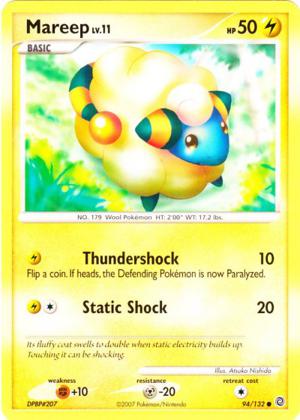 Mareep LV.11
HP 50
BASIC
NO. 179 Wool Pokémon HT: 2'00" WT: 17.2 lbs.
Thundershock 10
Flip a coin. If heads, the Defending Pokémon is now Paralyzed.
Static Shock 20
Illus. Atsuko Nishida
Its fluffy coat swells to double when static electricity builds up.
Touching it can be shocking.
weakness resistance retreat cost
+10 -20
DPBP#207 ©2007 Pokémon/Nintendo 94/132